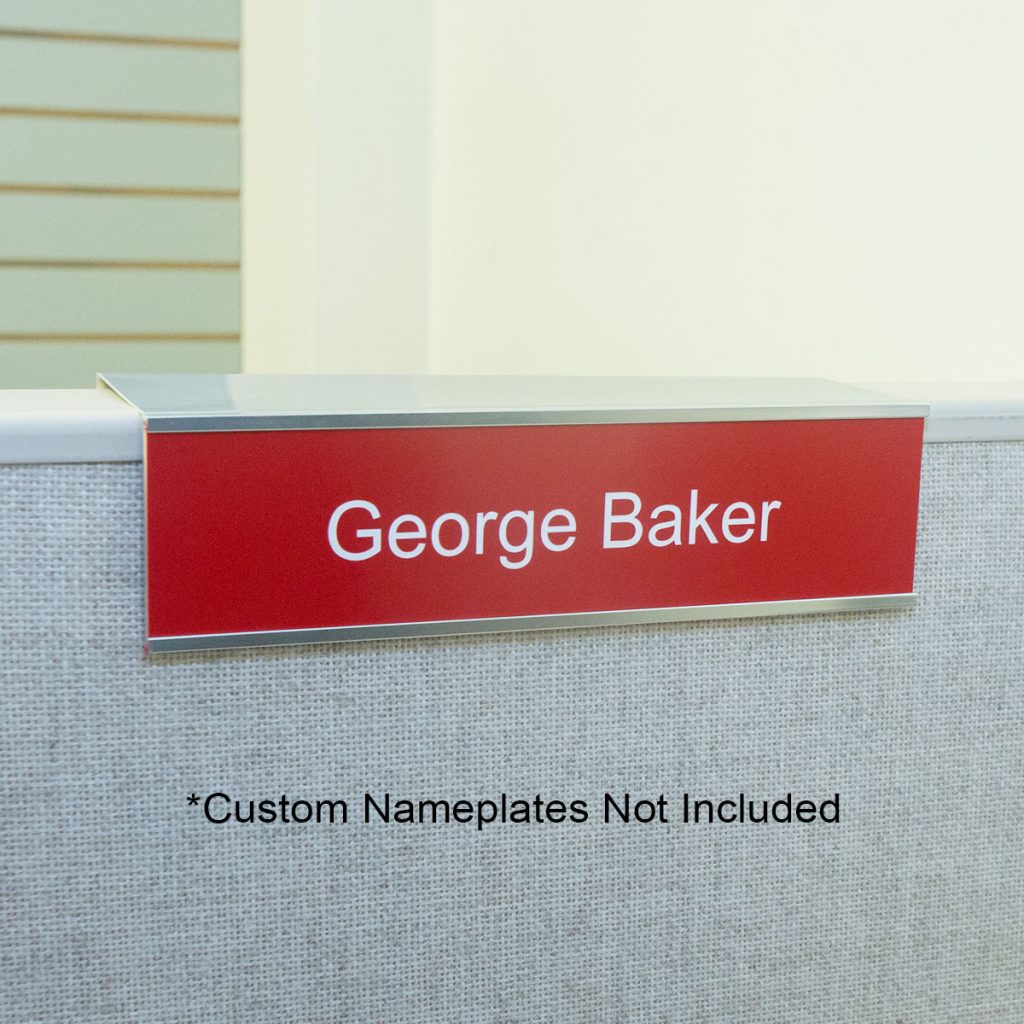 George Baker
*Custom Nameplates Not Included